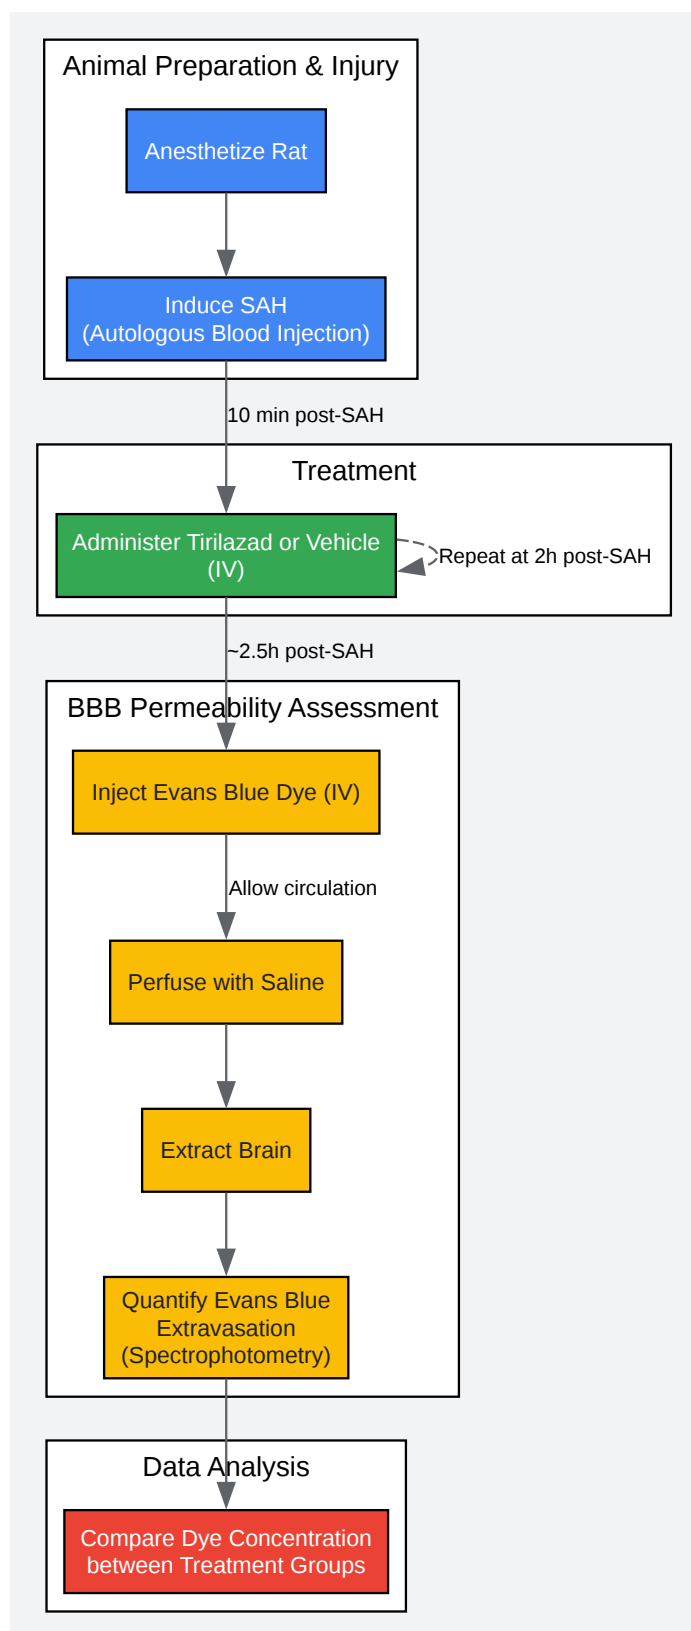 Animal Preparation & Injury
Anesthetize Rat
Induce SAH
(Autologous Blood Injection)
10 min post-SAH
Treatment
Administer Tirilazad or Vehicle
(IV)
Repeat at 2h post-SAH
~2.5h post-SAH
BBB Permeability Assessment
Inject Evans Blue Dye (IV)
Allow circulation
Perfuse with Saline
Extract Brain
Quantify Evans Blue
Extravasation
(Spectrophotometry)
Data Analysis
Compare Dye Concentration
between Treatment Groups